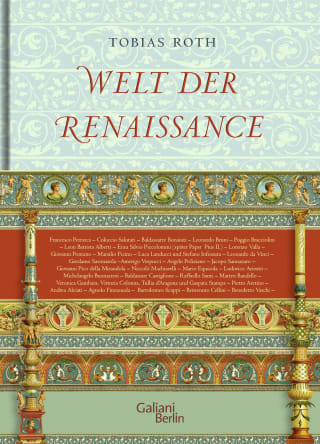 TOBIAS ROTH
WELT DER
RENAISSANCE
Francesco Petrarca – Coluccio Salutati – Baldassarre Bonaiuti – Leonardo Bruni – Poggio Bracciolini
– Leon Battista Alberti – Enea Silvio Piccolomini (später Papst Pius II.) – Lorenzo Valla –
Giovanni Pontano – Marsilio Ficino – Luca Landucci und Stefano Infessura – Leonardo da Vinci –
Girolamo Savonarola – Amerigo Vespucci – Angelo Poliziano – Jacopo Sannazaro –
Giovanni Pico della Mirandola – Niccolò Machiavelli – Mario Equicola – Ludovico Ariosto –
Michelangelo Buonarroti – Baldassare Castiglione – Raffaello Santi – Matteo Bandello –
Veronica Gambara, Vittoria Colonna, Tullia d'Aragona und Gaspara Stampa – Pietro Aretino –
Andrea Alciati – Agnolo Firenzuola – Bartolomeo Scappi – Benvenuto Cellini – Benedetto Varchi –
Galiani
Berlin